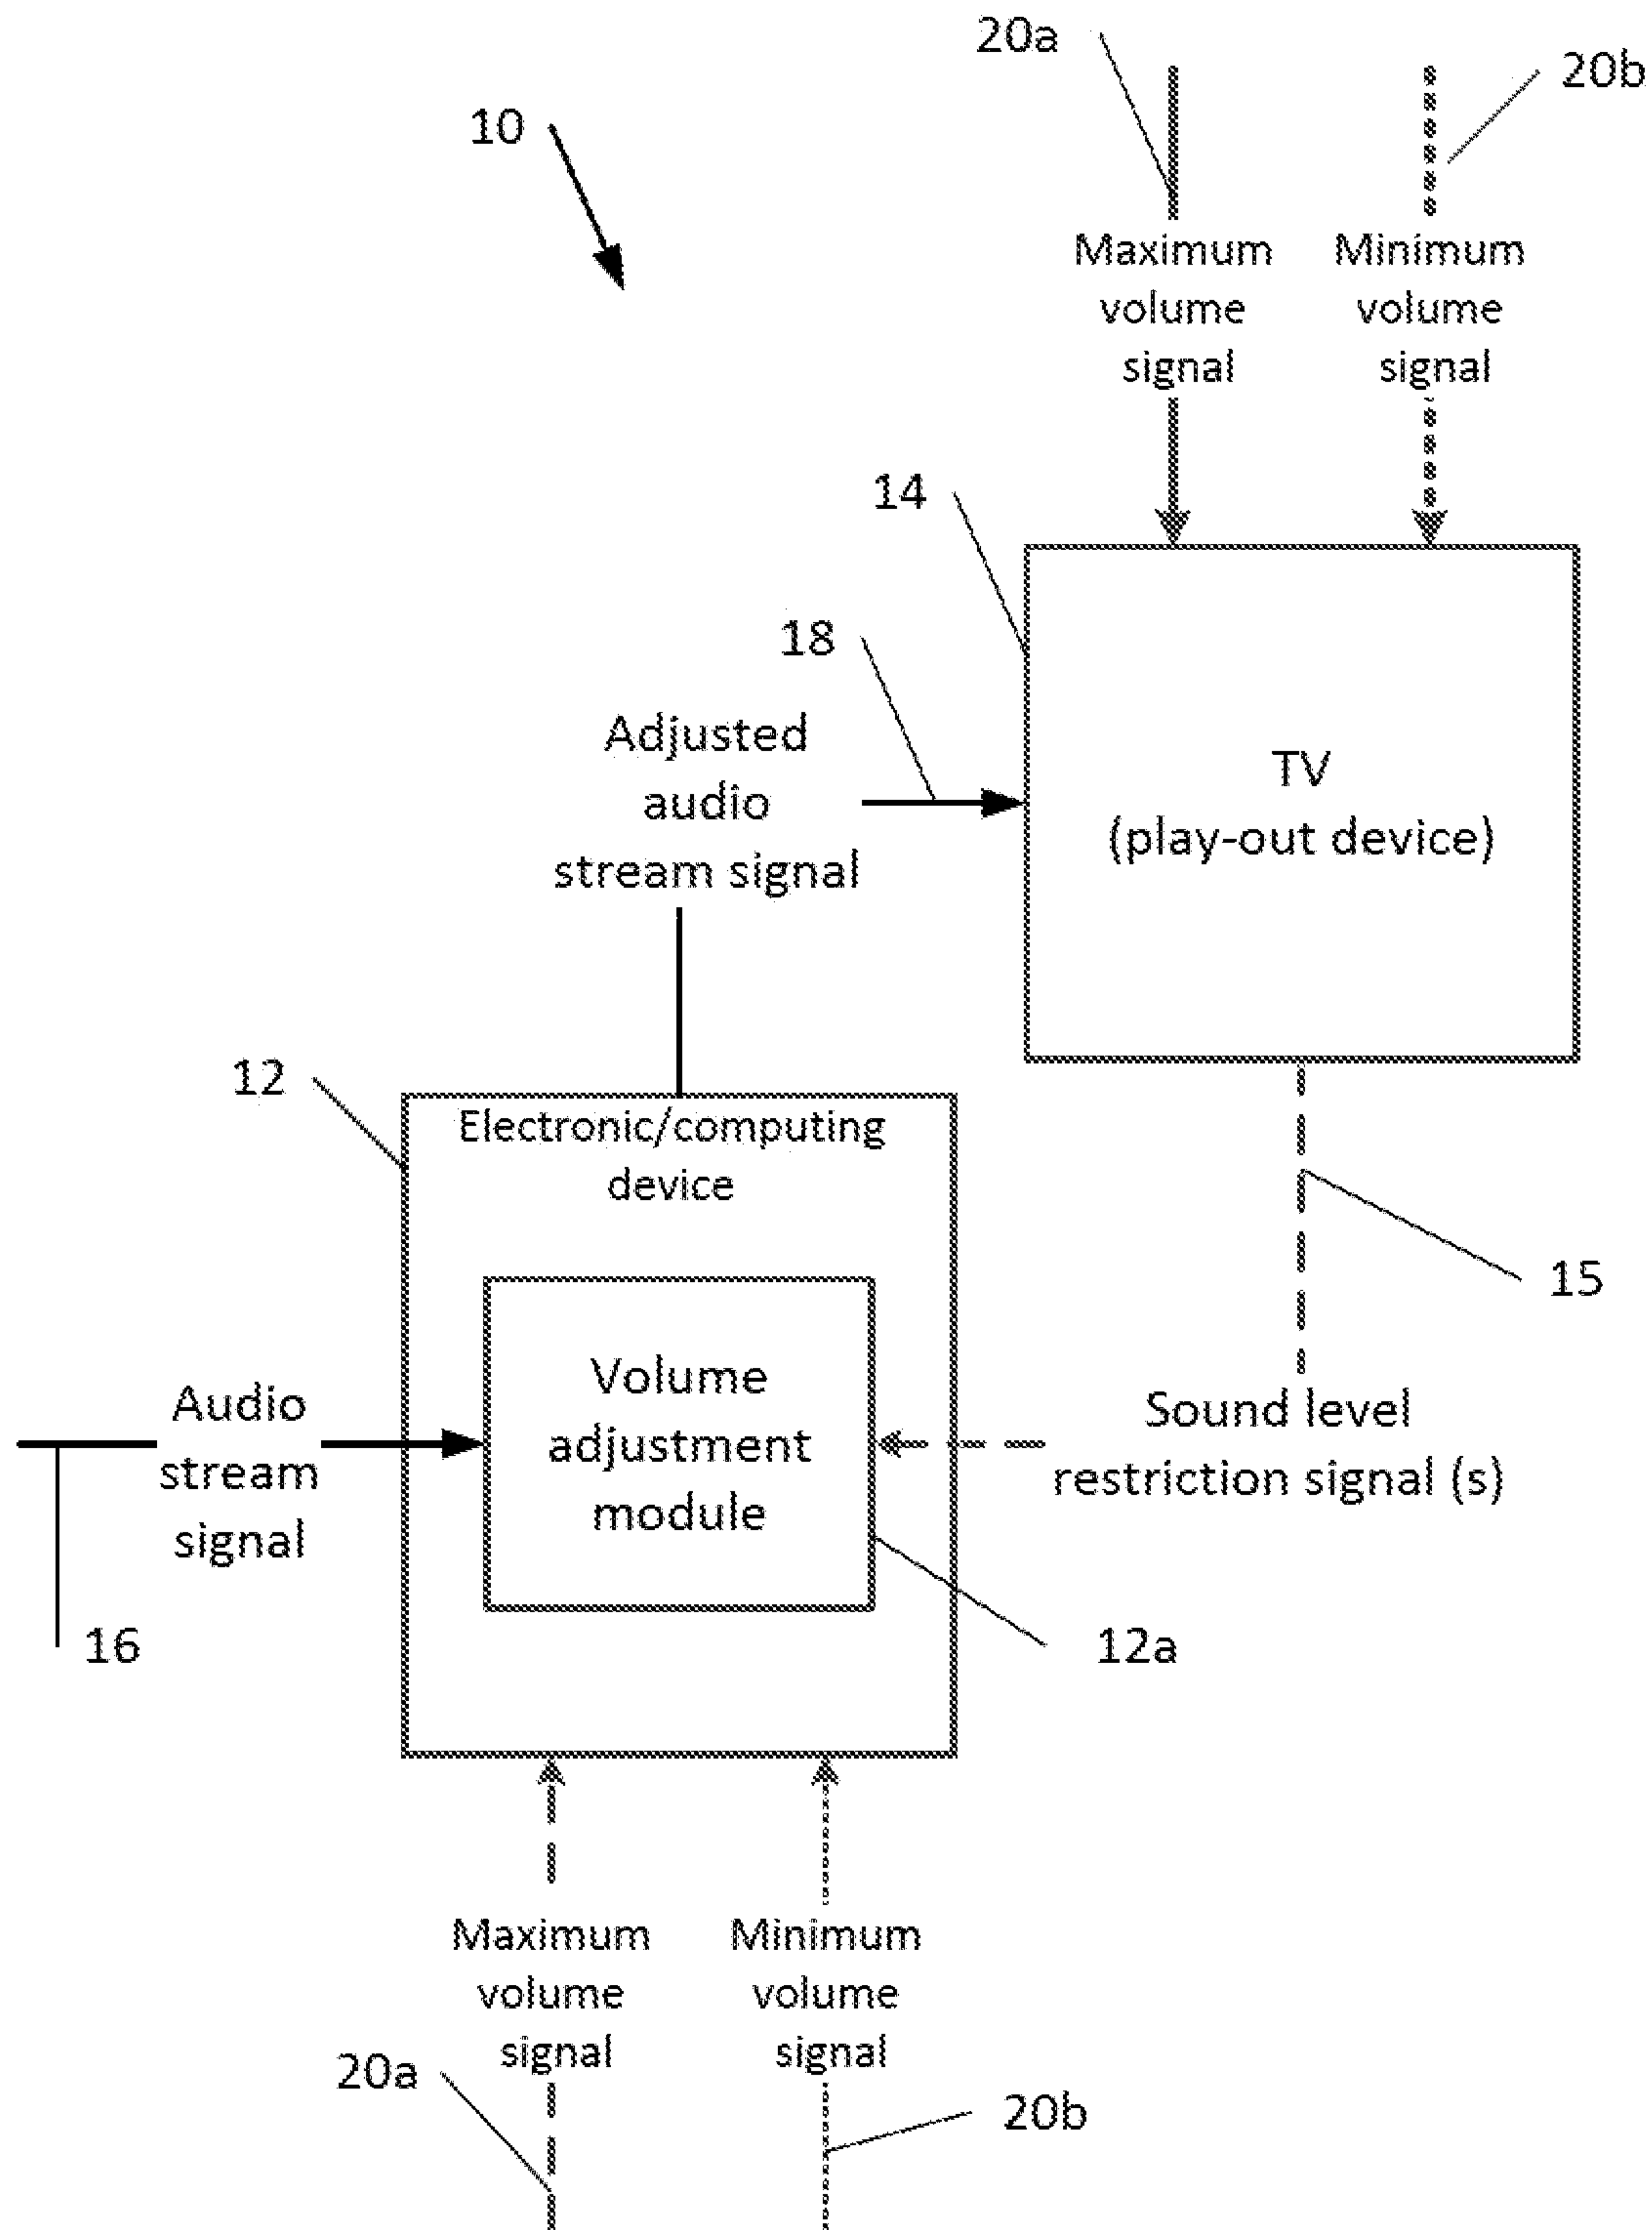 20a
20b
10
Maximum
volume
signal
Minimum
volume
signal
14
18
Adjusted
audio
stream signal
TV
(play-out device)
12
Electronic/computing
device
15
Volume
adjustment
module
Audio
stream
signal
Sound level
restriction signal (s)
16
12a
Maximum
volume
signal
Minimum
volume
signal
20a
20b